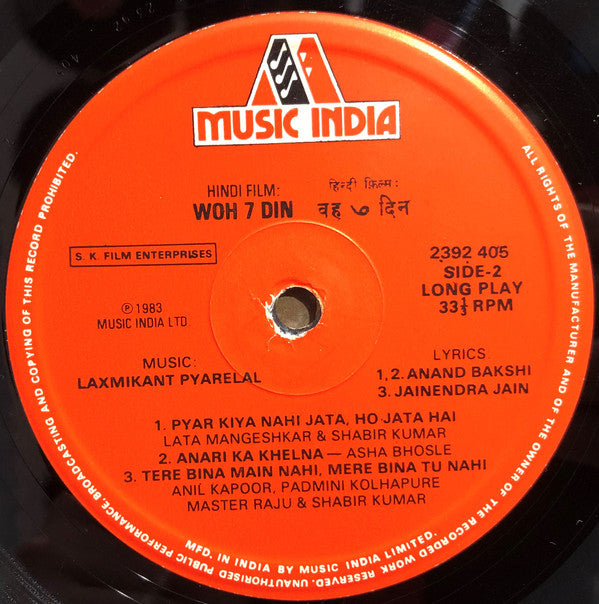 MUSIC INDIA
HINDI FILM: हिन्दी फ़िल्म:
WOH 7 DIN वह ७ दिन
S. K. FILM ENTERPRISES
2392 405
SIDE-2
LONG PLAY
33⅓ RPM
℗ 1983
MUSIC INDIA LTD
MUSIC:
LAXMIKANT PYARELAL
LYRICS
1,2. ANAND BAKSHI
3. JAINENDRA JAIN
1. PYAR KIYA NAHI JATA, HO JATA HAI
LATA MANGESHKAR & SHABIR KUMAR
2. ANARI KA KHELNA — ASHA BHOSLE
3. TERE BINA MAIN NAHI, MERE BINA TU NAHI
ANIL KAPOOR, PADMINI KOLHAPURE
MASTER RAJU & SHABIR KUMAR
MFD. IN INDIA BY MUSIC INDIA LIMITED.
ALL RIGHTS OF THE MANUFACTURER AND OF THE OWNER OF THE RECORDED WORK RESERVED. UNAUTHORISED PUBLIC PERFORMANCE, BROADCASTING AND COPYING OF THIS RECORD PROHIBITED.